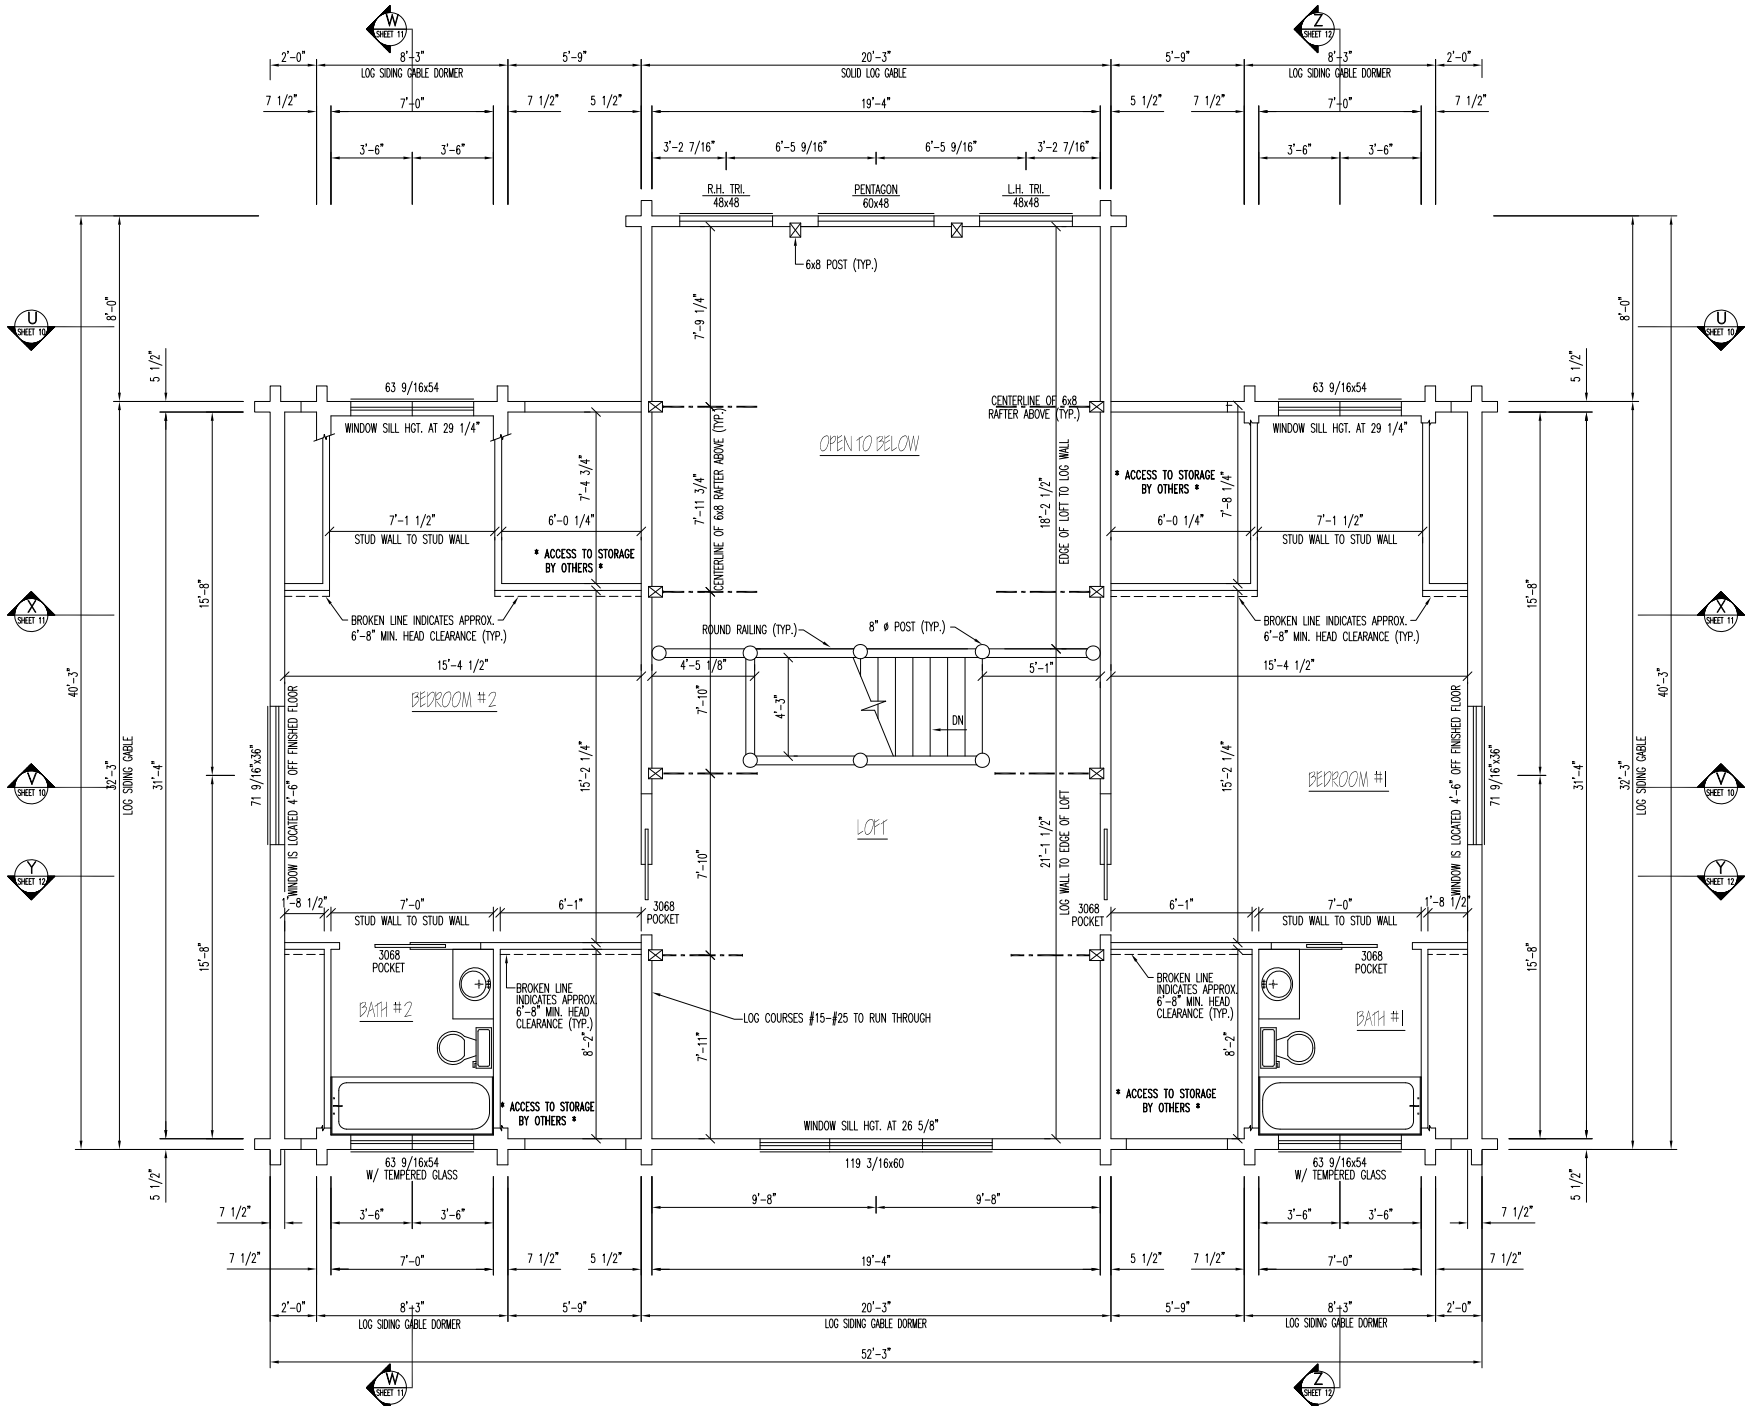 W
SHEET 11
Z
SHEET 12
2'-0"
8'-3"
5'-9"
20'-3"
5'-9"
8'-3"
2'-0"
LOG SIDING GABLE DORMER
SOLID LOG GABLE
LOG SIDING GABLE DORMER
7 1/2"
7'-0"
7 1/2"
5 1/2"
19'-4"
5 1/2"
7 1/2"
7'-0"
7 1/2"
3'-6"
3'-6"
3'-2 7/16"
6'-5 9/16"
6'-5 9/16"
3'-2 7/16"
3'-6"
3'-6"
R.H. TRI.
48x48
PENTAGON
60x48
L.H. TRI.
48x48
6x8 POST (TYP.)
U
SHEET 10
8'-0"
7'-9 1/4"
8'-0"
U
SHEET 10
5 1/2"
5 1/2"
63 9/16x54
63 9/16x54
WINDOW SILL HGT. AT 29 1/4"
CENTERLINE OF 6x8
RAFTER ABOVE (TYP.)
WINDOW SILL HGT. AT 29 1/4"
OPEN TO BELOW
7'-4 3/4"
7'-11 3/4"
CENTERLINE OF 6x8 RAFTER ABOVE (TYP.)
18'-2 1/2"
EDGE OF LOFT TO LOG WALL
* ACCESS TO STORAGE
BY OTHERS *
7'-8 1/4"
7'-1 1/2"
STUD WALL TO STUD WALL
6'-0 1/4"
6'-0 1/4"
7'-1 1/2"
STUD WALL TO STUD WALL
* ACCESS TO STORAGE
BY OTHERS *
15'-8"
15'-8"
X
SHEET 11
X
SHEET 11
BROKEN LINE INDICATES APPROX.
6'-8" MIN. HEAD CLEARANCE (TYP.)
ROUND RAILING (TYP.)
8" ø POST (TYP.)
BROKEN LINE INDICATES APPROX.
6'-8" MIN. HEAD CLEARANCE (TYP.)
15'-4 1/2"
4'-5 1/8"
5'-1"
15'-4 1/2"
40'-3"
40'-3"
BEDROOM #2
7'-10"
4'-3"
DN
BEDROOM #1
V
SHEET 10
32'-3"
LOG SIDING GABLE
31'-4"
71 9/16"x36"
WINDOW IS LOCATED 4'-6" OFF FINISHED FLOOR
15'-2 1/4"
15'-2 1/4"
WINDOW IS LOCATED 4'-6" OFF FINISHED FLOOR
71 9/16"x36"
31'-4"
32'-3"
LOG SIDING GABLE
V
SHEET 10
LOFT
7'-10"
21'-1 1/2"
LOG WALL TO EDGE OF LOFT
Y
SHEET 12
Y
SHEET 12
1'-8 1/2"
7'-0"
STUD WALL TO STUD WALL
6'-1"
3068
POCKET
3068
POCKET
6'-1"
7'-0"
STUD WALL TO STUD WALL
1'-8 1/2"
15'-8"
3068
POCKET
3068
POCKET
15'-8"
BATH #2
BROKEN LINE
INDICATES APPROX.
6'-8" MIN. HEAD
CLEARANCE (TYP.)
BROKEN LINE
INDICATES APPROX.
6'-8" MIN. HEAD
CLEARANCE (TYP.)
BATH #1
LOG COURSES #15-#25 TO RUN THROUGH
8'-2"
7'-11"
8'-2"
* ACCESS TO STORAGE
BY OTHERS *
* ACCESS TO STORAGE
BY OTHERS *
WINDOW SILL HGT. AT 26 5/8"
63 9/16x54
W/ TEMPERED GLASS
119 3/16x60
63 9/16x54
W/ TEMPERED GLASS
5 1/2"
5 1/2"
9'-8"
9'-8"
7 1/2"
3'-6"
3'-6"
3'-6"
3'-6"
7 1/2"
7 1/2"
7'-0"
7 1/2"
5 1/2"
19'-4"
5 1/2"
7 1/2"
7'-0"
7 1/2"
2'-0"
8'-3"
5'-9"
20'-3"
5'-9"
8'-3"
2'-0"
LOG SIDING GABLE DORMER
LOG SIDING GABLE DORMER
LOG SIDING GABLE DORMER
52'-3"
W
SHEET 11
Z
SHEET 12